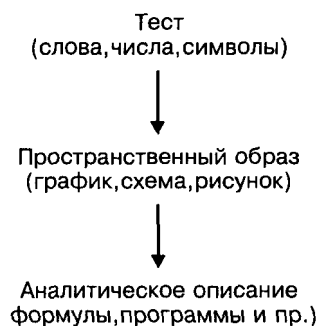 Тест
(слова,числа,символы)
Пространственный образ
(график,схема,рисунок)
Аналитическое описание
формулы,программы и пр.)